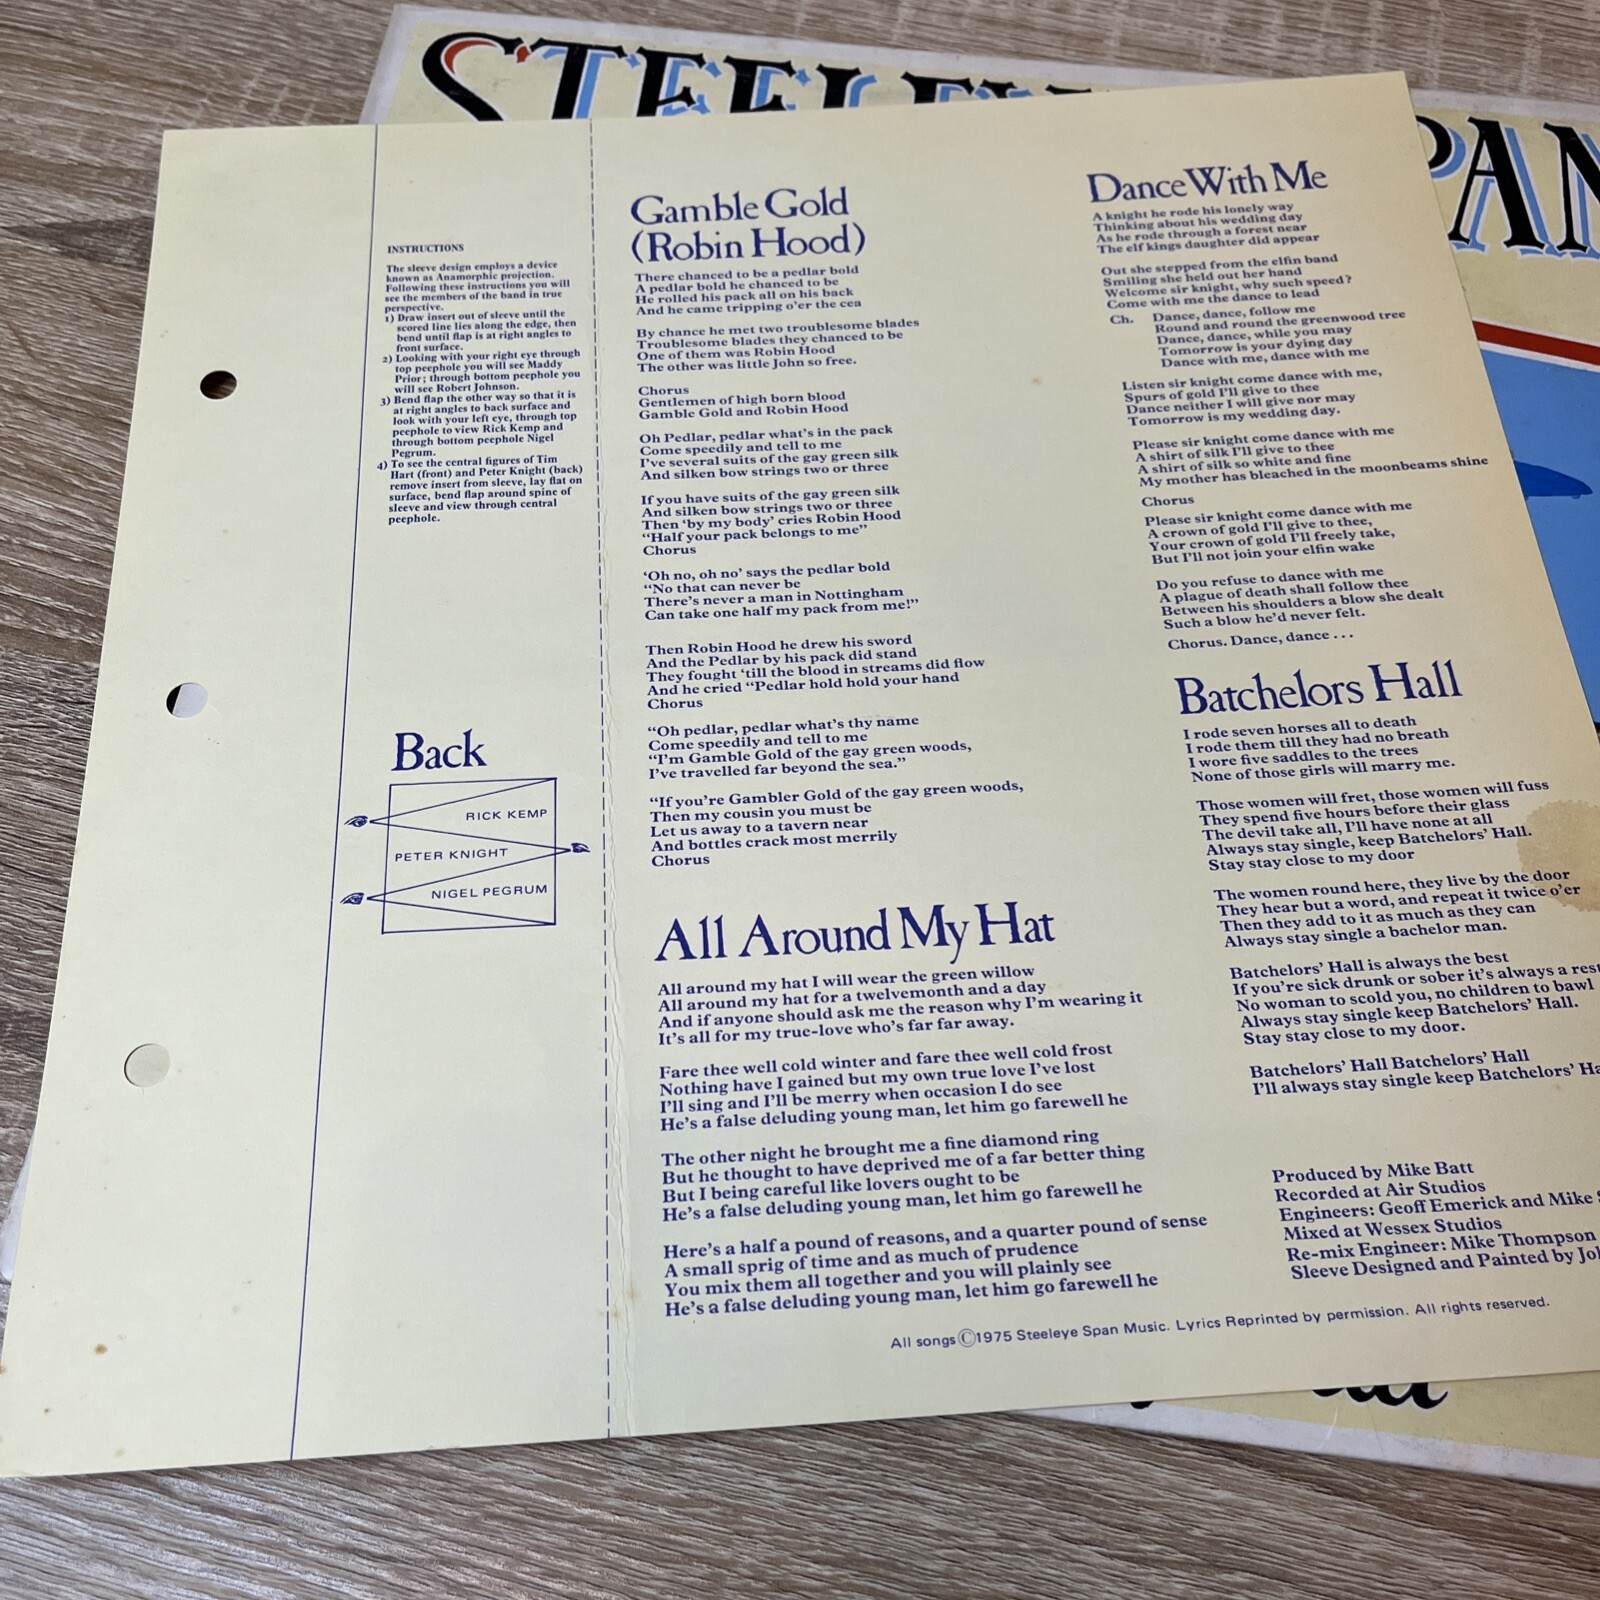 STEELEY
PAN
INSTRUCTIONS
The sleeve design employs a device
known as Anamorphic projection.
Following these instructions you will
see the members of the band in true
perspective.
1) Draw insert out of sleeve until the
scored line lies along the edge, then
bend until flap is at right angles to
front surface.
2) Looking with your right eye through
top peephole you will see Maddy
Prior; through bottom peephole you
will see Robert Johnson.
3) Bend flap the other way so that it is
at right angles to back surface and
look with your left eye, through top
peephole to view Rick Kemp and
through bottom peephole Nigel
Pegrum.
4) To see the central figures of Tim
Hart (front) and Peter Knight (back)
remove insert from sleeve, lay flat on
surface, bend flap around spine of
sleeve and view through central
peephole.
Back
RICK KEMP
PETER KNIGHT
NIGEL PEGRUM
Gamble Gold
(Robin Hood)
There chanced to be a pedlar bold
A pedlar bold he chanced to be
He rolled his pack all on his back
And he came tripping o'er the cea
By chance he met two troublesome blades
Troublesome blades they chanced to be
One of them was Robin Hood
The other was little John so free.
Chorus
Gentlemen of high born blood
Gamble Gold and Robin Hood
Oh Pedlar, pedlar what's in the pack
Come speedily and tell to me
I've several suits of the gay green silk
And silken bow strings two or three
If you have suits of the gay green silk
And silken bow strings two or three
Then 'by my body' cries Robin Hood
"Half your pack belongs to me"
Chorus
'Oh no, oh no' says the pedlar bold
"No that can never be
There's never a man in Nottingham
Can take one half my pack from me!"
Then Robin Hood he drew his sword
And the Pedlar by his pack did stand
They fought 'till the blood in streams did flow
And he cried "Pedlar hold hold your hand
Chorus
"Oh pedlar, pedlar what's thy name
Come speedily and tell to me
"I'm Gamble Gold of the gay green woods,
I've travelled far beyond the sea."
"If you're Gambler Gold of the gay green woods,
Then my cousin you must be
Let us away to a tavern near
And bottles crack most merrily
Chorus
All Around My Hat
All around my hat I will wear the green willow
All around my hat for a twelvemonth and a day
And if anyone should ask me the reason why I'm wearing it
It's all for my true-love who's far far away.
Fare thee well cold winter and fare thee well cold frost
Nothing have I gained but my own true love I've lost
I'll sing and I'll be merry when occasion I do see
He's a false deluding young man, let him go farewell he
The other night he brought me a fine diamond ring
But he thought to have deprived me of a far better thing
But I being careful like lovers ought to be
He's a false deluding young man, let him go farewell he
Here's a half a pound of reasons, and a quarter pound of sense
A small sprig of time and as much of prudence
You mix them all together and you will plainly see
He's a false deluding young man, let him go farewell he
Dance With Me
A knight he rode his lonely way
Thinking about his wedding day
As he rode through a forest near
The elf kings daughter did appear
Out she stepped from the elfin band
Smiling she held out her hand
Welcome sir knight, why such speed?
Come with me the dance to lead
Ch. Dance, dance, follow me
Round and round the greenwood tree
Dance, dance, while you may
Tomorrow is your dying day
Dance with me, dance with me
Listen sir knight come dance with me,
Spurs of gold I'll give to thee
Dance neither I will give nor may
Tomorrow is my wedding day.
Please sir knight come dance with me
A shirt of silk I'll give to thee
A shirt of silk so white and fine
My mother has bleached in the moonbeams shine
Chorus
Please sir knight come dance with me
A crown of gold I'll give to thee,
Your crown of gold I'll freely take,
But I'll not join your elfin wake
Do you refuse to dance with me
A plague of death shall follow thee
Between his shoulders a blow she dealt
Such a blow he'd never felt.
Chorus. Dance, dance . . .
Batchelors Hall
I rode seven horses all to death
I rode them till they had no breath
I wore five saddles to the trees
None of those girls will marry me.
Those women will fret, those women will fuss
They spend five hours before their glass
The devil take all, I'll have none at all
Always stay single, keep Batchelors' Hall.
Stay stay close to my door
The women round here, they live by the door
They hear but a word, and repeat it twice o'er
Then they add to it as much as they can
Always stay single a bachelor man.
Batchelors' Hall is always the best
If you're sick drunk or sober it's always a rest
No woman to scold you, no children to bawl
Always stay single keep Batchelors' Hall.
Stay stay close to my door.
Batchelors' Hall Batchelors' Hall
I'll always stay single keep Batchelors' Ha
Produced by Mike Batt
Recorded at Air Studios
Engineers: Geoff Emerick and Mike
Mixed at Wessex Studios
Re-mix Engineer: Mike Thompson
Sleeve Designed and Painted by Jo
All songs ©1975 Steeleye Span Music. Lyrics Reprinted by permission. All rights reserved.